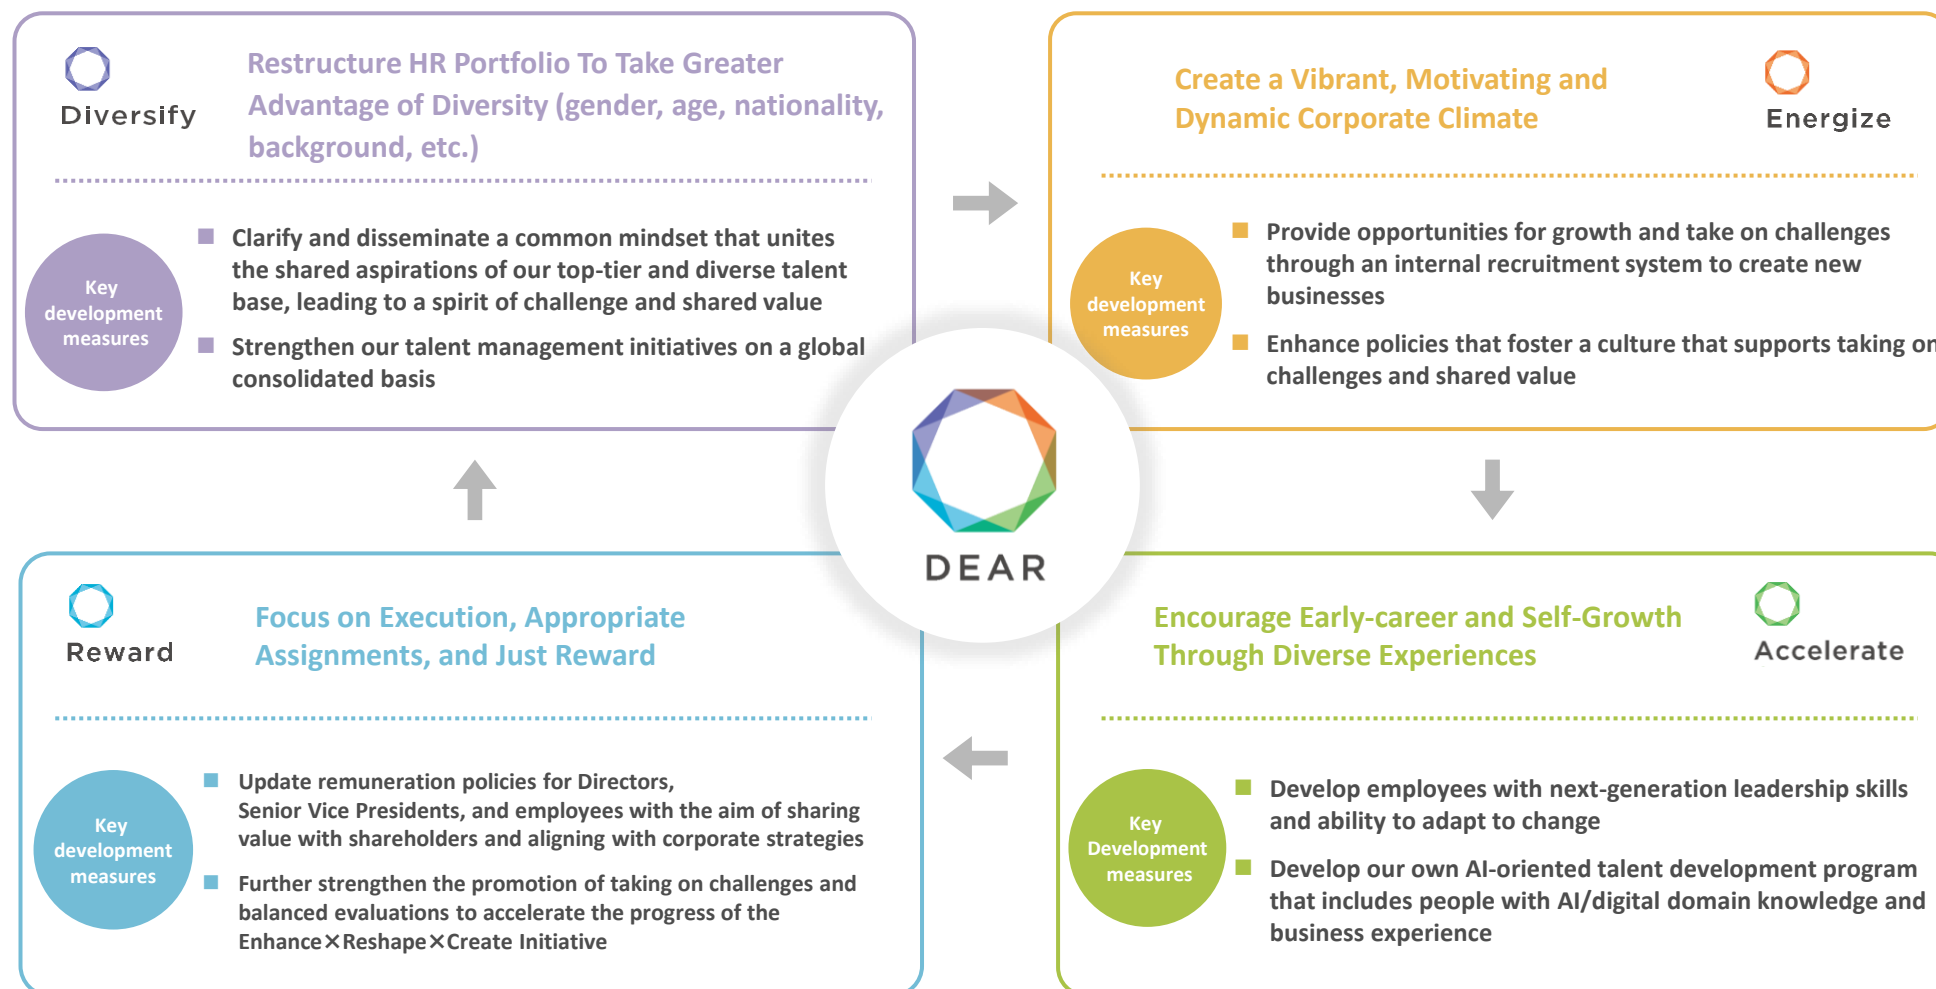 Diversify
Restructure HR Portfolio To Take Greater
Advantage of Diversity (gender, age, nationality,
background, etc.)
Key
development
measures
■ Clarify and disseminate a common mindset that unites
the shared aspirations of our top-tier and diverse talent
base, leading to a spirit of challenge and shared value
■ Strengthen our talent management initiatives on a global
consolidated basis
Create a Vibrant, Motivating and
Dynamic Corporate Climate
Energize
Key
development
measures
■ Provide opportunities for growth and take on challenges
through an internal recruitment system to create new
businesses
■ Enhance policies that foster a culture that supports taking on
challenges and shared value
DEAR
Reward
Focus on Execution, Appropriate
Assignments, and Just Reward
Key
development
measures
■ Update remuneration policies for Directors,
Senior Vice Presidents, and employees with the aim of sharing
value with shareholders and aligning with corporate strategies
■ Further strengthen the promotion of taking on challenges and
balanced evaluations to accelerate the progress of the
Enhance×Reshape×Create Initiative
Encourage Early-career and Self-Growth
Through Diverse Experiences
Accelerate
Key
Development
measures
■ Develop employees with next-generation leadership skills
and ability to adapt to change
■ Develop our own AI-oriented talent development program
that includes people with AI/digital domain knowledge and
business experience